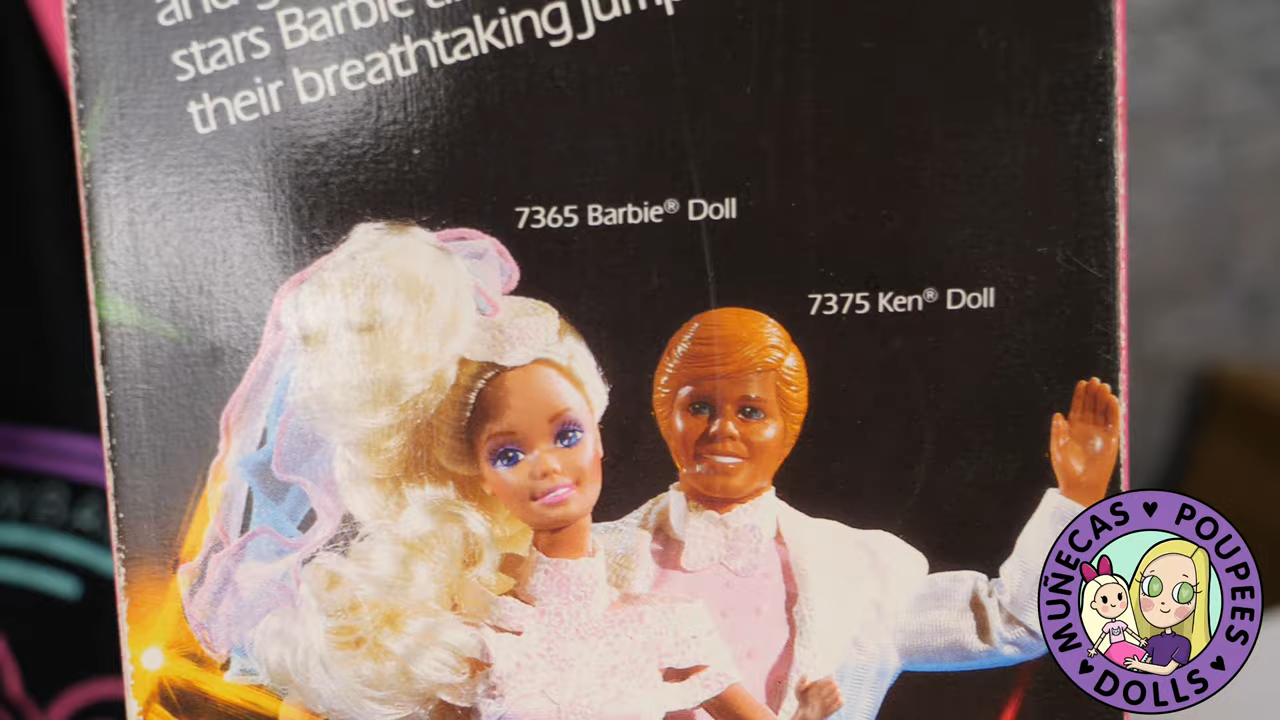 stars Barbie
their breathtaking
7365 Barbie® Doll
7375 Ken® Doll
MUÑECAS ♥ POUPEES ♥ DOLLS ♥